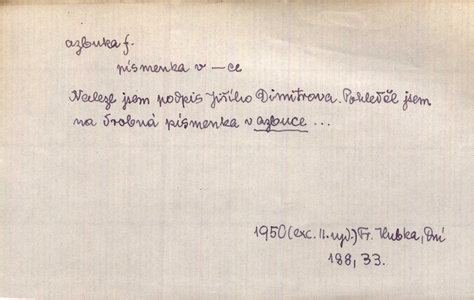 azbuka f.
písmenka v —ce
Nalezl jsem podpis Jiřího Dimitrova. Pohleděl jsem
na drobná písmenka v azbuce ...
1950 (exc. II. vyd.) Fr. Kubka, Dní
188, 33.